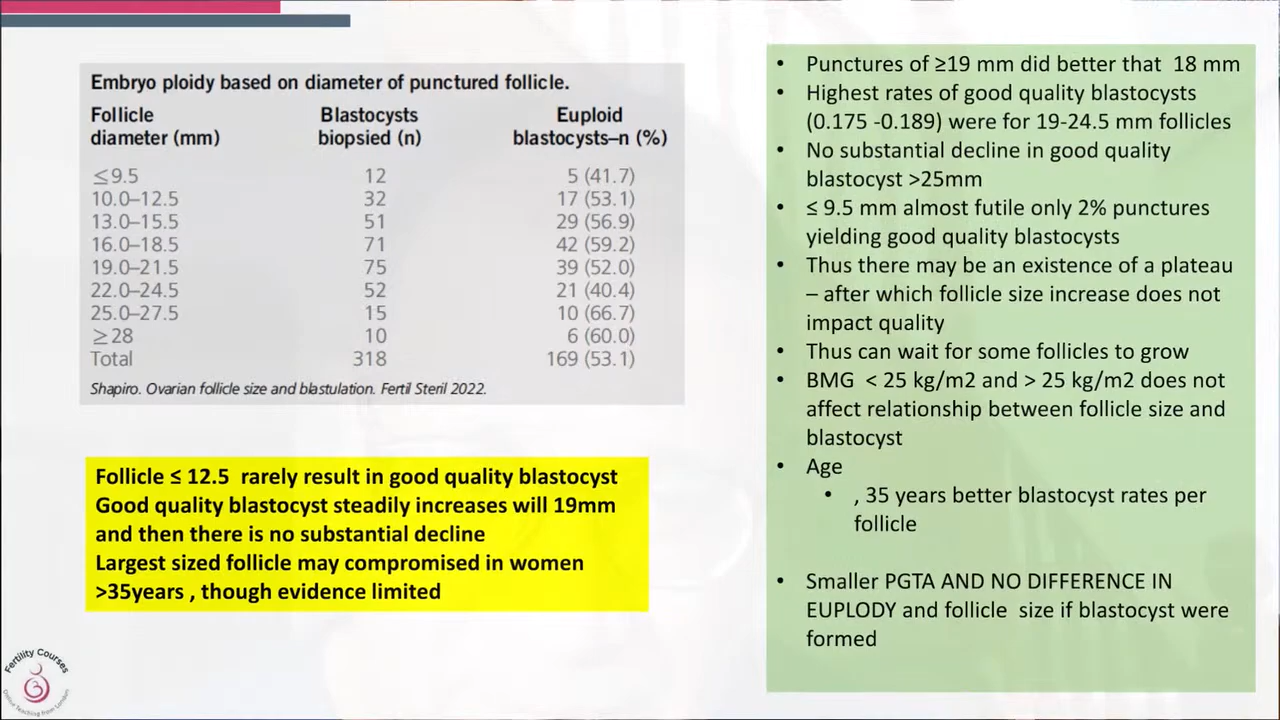 Embryo ploidy based on diameter of punctured follicle.
Follicle diameter (mm) Blastocysts biopsied (n) Euploid blastocysts–n (%)
≤9.5 12 5 (41.7)
10.0–12.5 32 17 (53.1)
13.0–15.5 51 29 (56.9)
16.0–18.5 71 42 (59.2)
19.0–21.5 75 39 (52.0)
22.0–24.5 52 21 (40.4)
25.0–27.5 15 10 (66.7)
≥28 10 6 (60.0)
Total 318 169 (53.1)
Shapiro. Ovarian follicle size and blastulation. Fertil Steril 2022.
Follicle ≤ 12.5 rarely result in good quality blastocyst
Good quality blastocyst steadily increases will 19mm
and then there is no substantial decline
Largest sized follicle may compromised in women
>35years , though evidence limited
• Punctures of ≥19 mm did better that 18 mm
• Highest rates of good quality blastocysts
(0.175 -0.189) were for 19-24.5 mm follicles
• No substantial decline in good quality
blastocyst >25mm
• ≤ 9.5 mm almost futile only 2% punctures
yielding good quality blastocysts
• Thus there may be an existence of a plateau
– after which follicle size increase does not
impact quality
• Thus can wait for some follicles to grow
• BMG < 25 kg/m2 and > 25 kg/m2 does not
affect relationship between follicle size and
blastocyst
• Age
• , 35 years better blastocyst rates per
follicle
• Smaller PGTA AND NO DIFFERENCE IN
EUPLODY and follicle size if blastocyst were
formed
Fertility Courses
Teaching from London